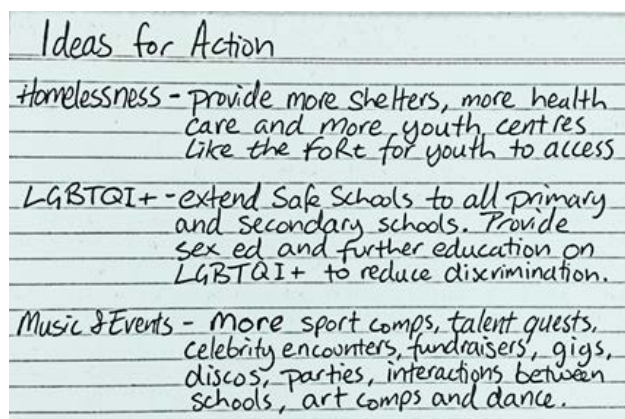 Ideas for Action
Homelessness - provide more shelters, more health
care and more youth centres
like the foRt for youth to access
LGBTQI+ - extend Safe Schools to all primary
and secondary schools. Provide
sex ed and further education on
LGBTQI+ to reduce discrimination.
Music & Events - More sport comps, talent quests,
celebrity encounters, fundraisers, gigs,
discos, parties, interactions between
schools, art comps and dance.